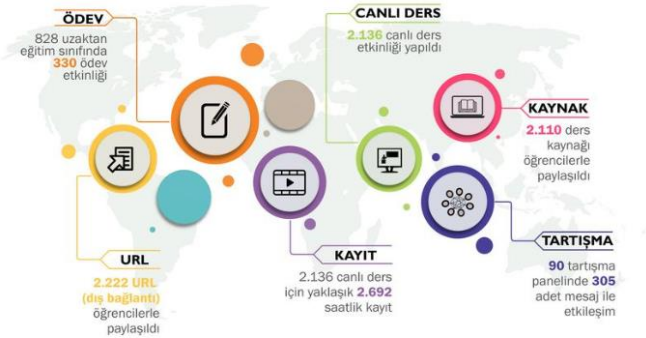 ÖDEV
828 uzaktan
eğitim sınıfında
330 ödev
etkinliği
CANLI DERS
2.136 canlı ders
etkinliği yapıldı
KAYNAK
2.110 ders
kaynağı
öğrencilerle
paylaşıldı
URL
2.222 URL
(dış bağlantı)
öğrencilerle
paylaşıldı
KAYIT
2.136 canlı ders
için yaklaşık 2.692
saatlik kayıt
TARTIŞMA
90 tartışma
panelinde 305
adet mesaj ile
etkileşim